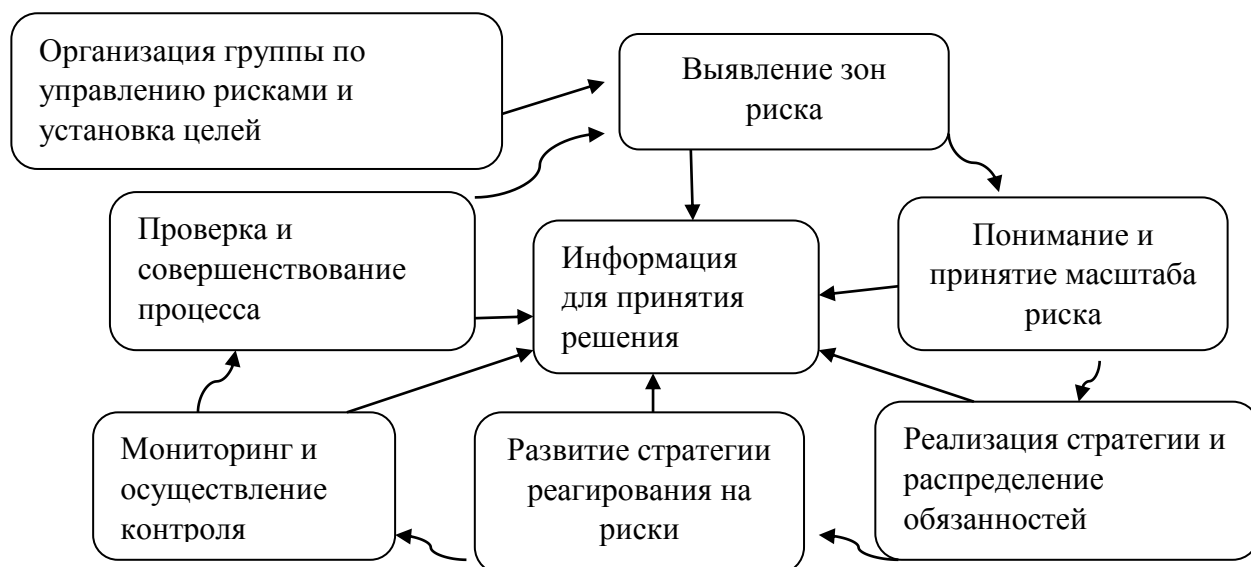 Организация группы по
управлению рисками и
установка целей
Выявление зон
риска
Проверка и
совершенствование
процесса
Информация
для принятия
решения
Понимание и
принятие масштаба
риска
Мониторинг и
осуществление
контроля
Развитие стратегии
реагирования на
риски
Реализация стратегии и
распределение
обязанностей